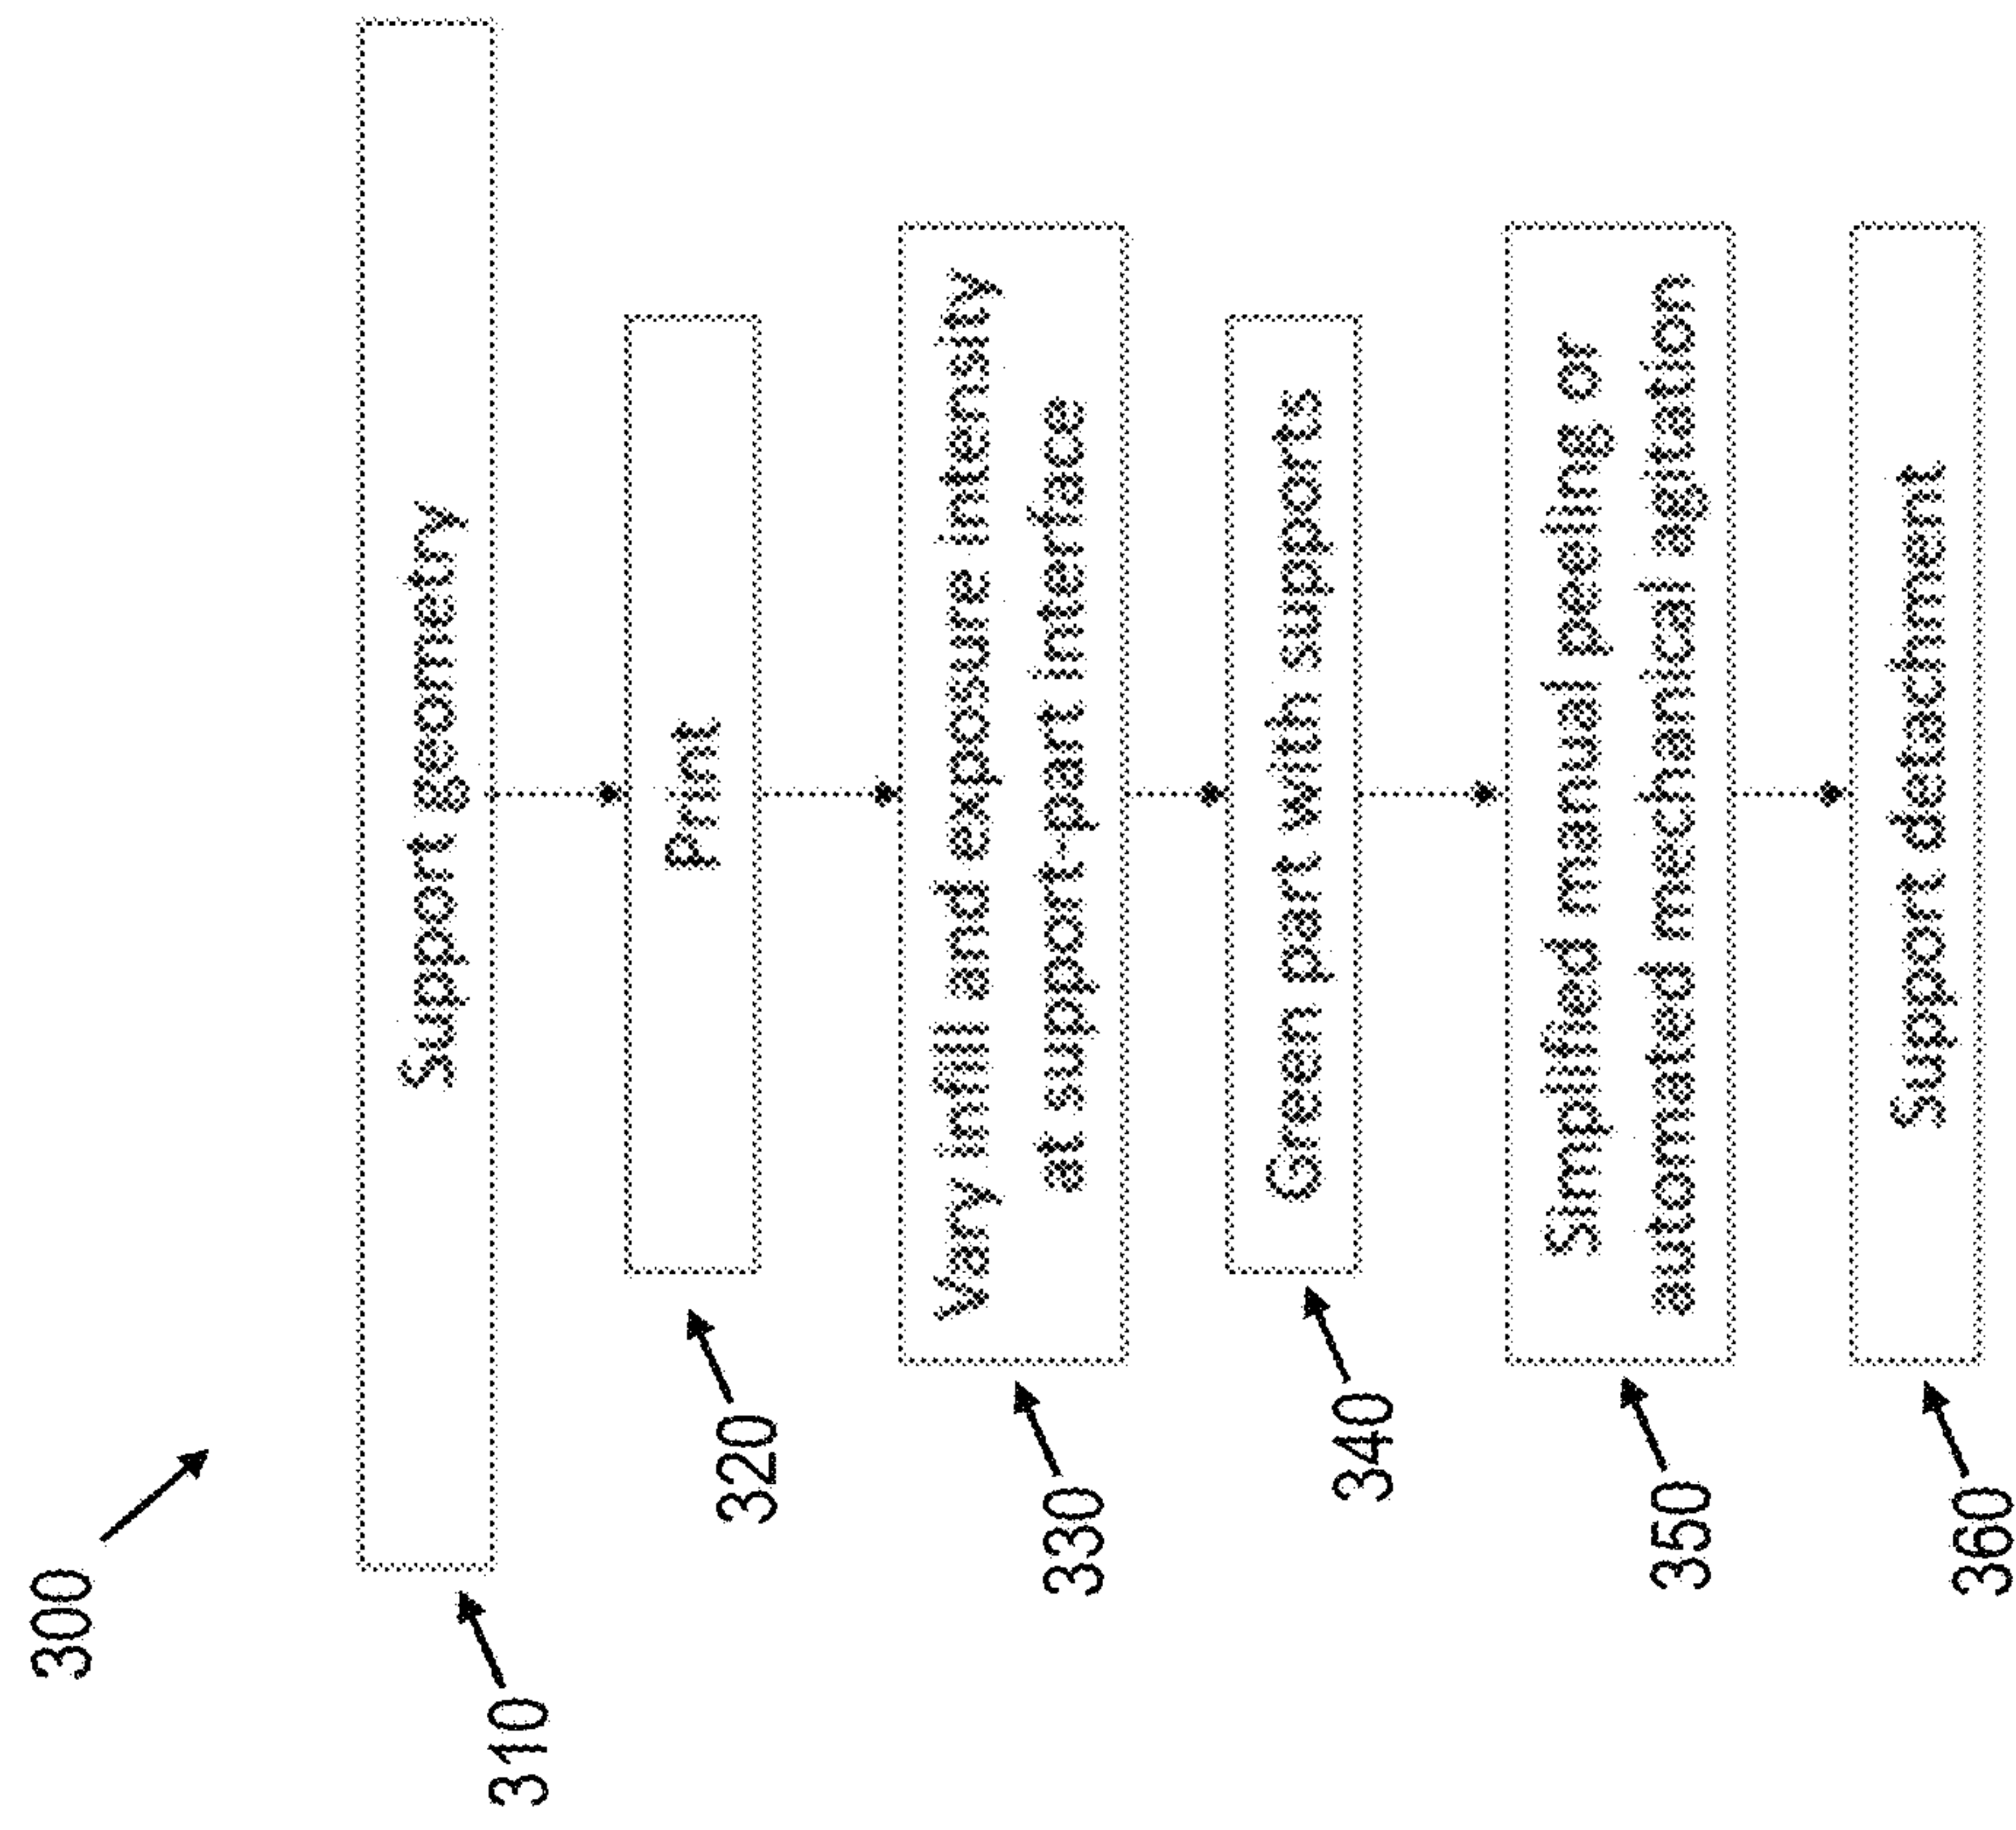 300
310
Support geometry
320
Print
330
Vary infill and exposure intensity
at support-part interface
340
Green part with supports
350
Simplified manual peeling or
automated mechanical agitation
360
Support detachment